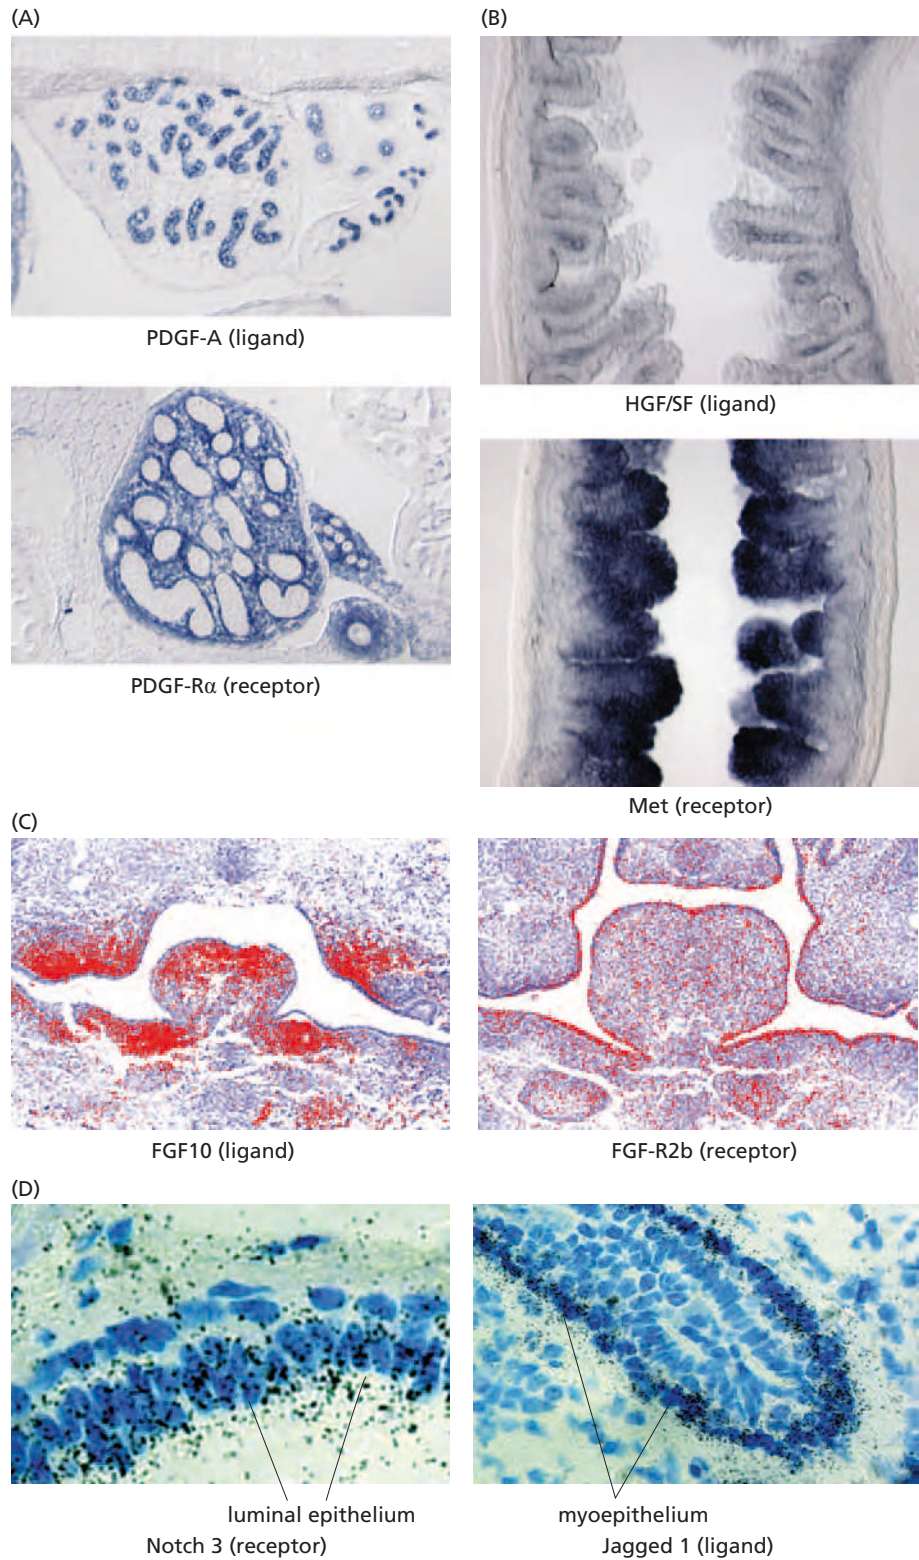 (A)
(B)
PDGF-A (ligand)
HGF/SF (ligand)
PDGF-Rα (receptor)
Met (receptor)
(C)
FGF10 (ligand)
FGF-R2b (receptor)
(D)
luminal epithelium
myoepithelium
Notch 3 (receptor)
Jagged 1 (ligand)